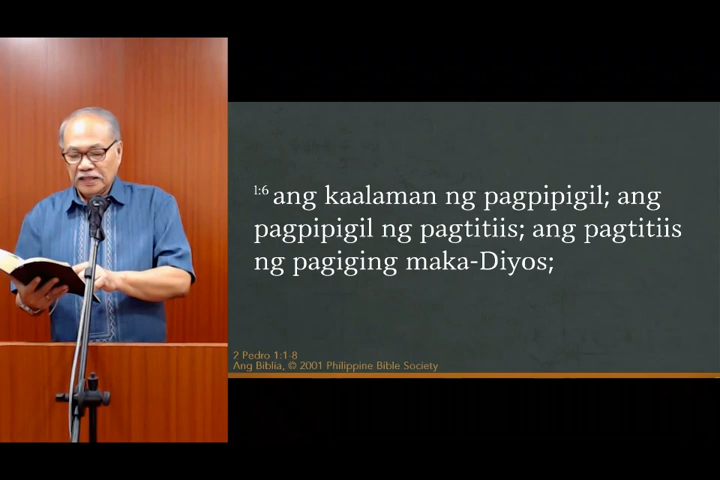 1:6 ang kaalaman ng pagpipigil; ang
pagpipigil ng pagtitiis; ang pagtitiis
ng pagiging maka-Diyos;
2 Pedro 1:1-8
Ang Biblia, © 2001 Philippine Bible Society